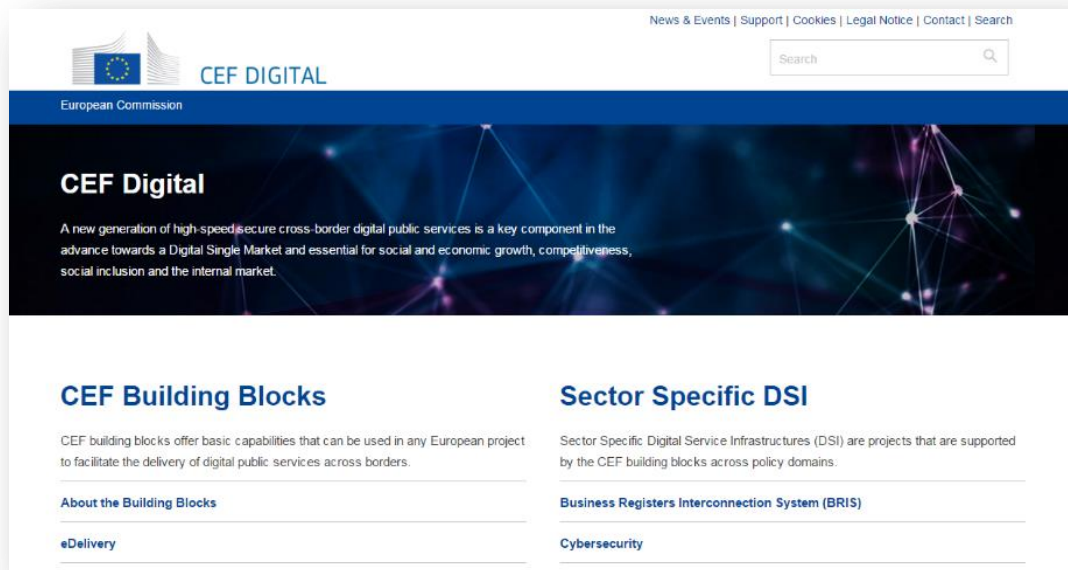 News & Events | Support | Cookies | Legal Notice | Contact | Search
Search
CEF DIGITAL
European Commission
CEF Digital
A new generation of high-speed secure cross-border digital public services is a key component in the
advance towards a Digital Single Market and essential for social and economic growth, competitiveness,
social inclusion and the internal market.
CEF Building Blocks
CEF building blocks offer basic capabilities that can be used in any European project
to facilitate the delivery of digital public services across borders.
About the Building Blocks
eDelivery
Sector Specific DSI
Sector Specific Digital Service Infrastructures (DSI) are projects that are supported
by the CEF building blocks across policy domains.
Business Registers Interconnection System (BRIS)
Cybersecurity